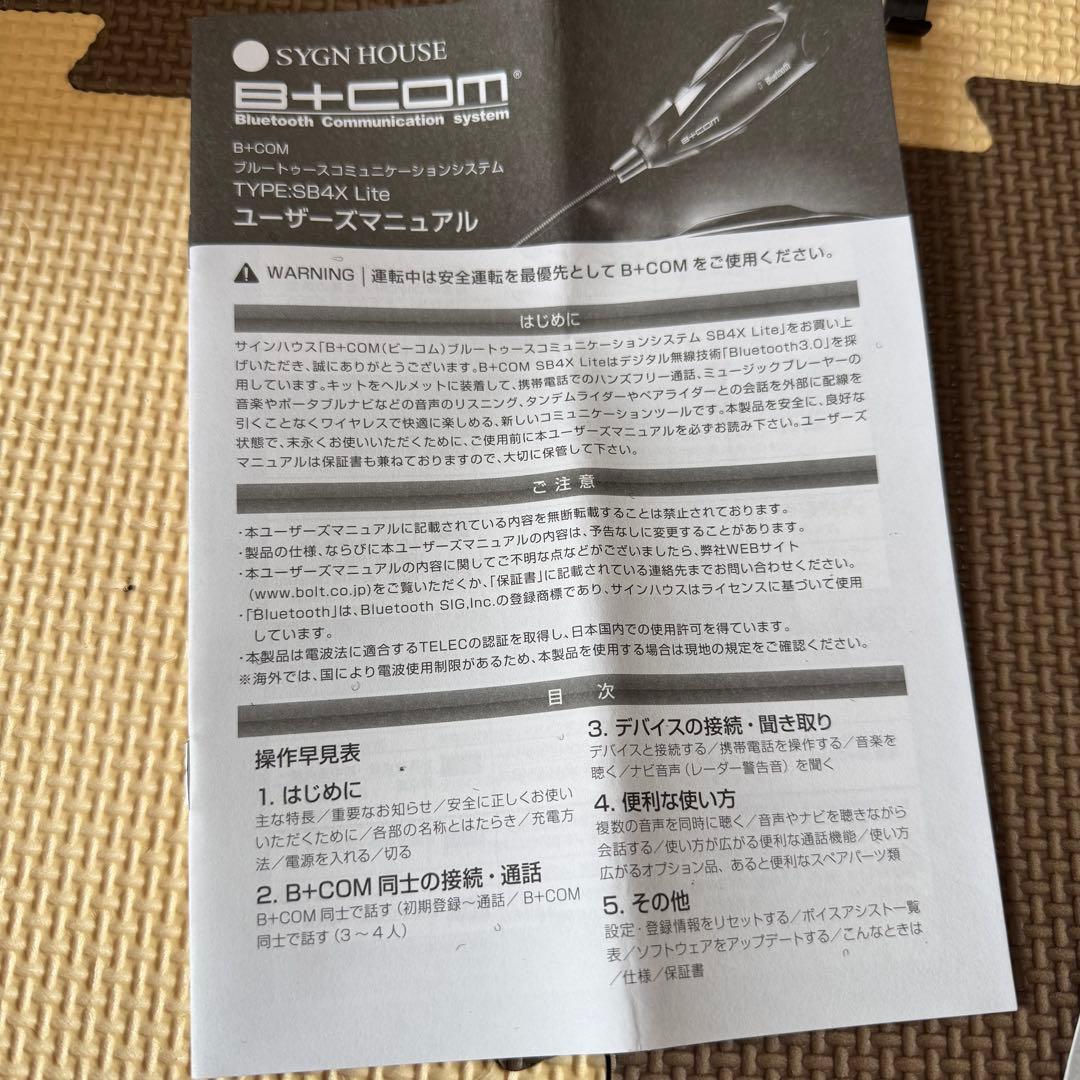 SYGN HOUSE
B+COM®
Bluetooth Communication system
B+COM
ブルートゥースコミュニケーションシステム
TYPE:SB4X Lite
ユーザーズマニュアル
Bluetooth
B+COM
WARNING | 運転中は安全運転を最優先として B+COM をご使用ください。
はじめに
サインハウス「B+COM(ビーコム)ブルートゥースコミュニケーションシステム SB4X Lite」をお買い上
げいただき、誠にありがとうございます。B+COM SB4X Liteはデジタル無線技術「Bluetooth3.0」を採
用しています。キットをヘルメットに装着して、携帯電話でのハンズフリー通話、ミュージックプレーヤーの
音楽やポータブルナビなどの音声のリスニング、タンデムライダーやペアライダーとの会話を外部に配線を
引くことなくワイヤレスで快適に楽しめる、新しいコミュニケーションツールです。本製品を安全に、良好な
状態で、末永くお使いいただくために、ご使用前に本ユーザーズマニュアルを必ずお読み下さい。ユーザーズ
マニュアルは保証書も兼ねておりますので、大切に保管して下さい。
ご注意
・本ユーザーズマニュアルに記載されている内容を無断転載することは禁止されております。
・製品の仕様、ならびに本ユーザーズマニュアルの内容は、予告なしに変更することがあります。
・本ユーザーズマニュアルの内容に関してご不明な点などがございましたら、弊社WEBサイト
(www.bolt.co.jp)をご覧いただくか、「保証書」に記載されている連絡先までお問い合わせください。
・「Bluetooth」は、Bluetooth SIG,Inc.の登録商標であり、サインハウスはライセンスに基づいて使用
しています。
・本製品は電波法に適合するTELECの認証を取得し、日本国内での使用許可を得ています。
※海外では、国により電波使用制限があるため、本製品を使用する場合は現地の規定をご確認ください。
目 次
操作早見表
1. はじめに
主な特長/重要なお知らせ/安全に正しくお使い
いただくために/各部の名称とはたらき/充電方
法/電源を入れる/切る
2. B+COM 同士の接続・通話
B+COM 同士で話す(初期登録~通話/ B+COM
同士で話す(3~4人)
3. デバイスの接続・聞き取り
デバイスと接続する/携帯電話を操作する/音楽を
聴く/ナビ音声(レーダー警告音)を聞く
4. 便利な使い方
複数の音声を同時に聴く/音声やナビを聴きながら
会話する/使い方が広がる便利な通話機能/使い方
広がるオプション品、あると便利なスペアパーツ類
5. その他
設定・登録情報をリセットする/ボイスアシスト一覧
表/ソフトウェアをアップデートする/こんなときは
/仕様/保証書